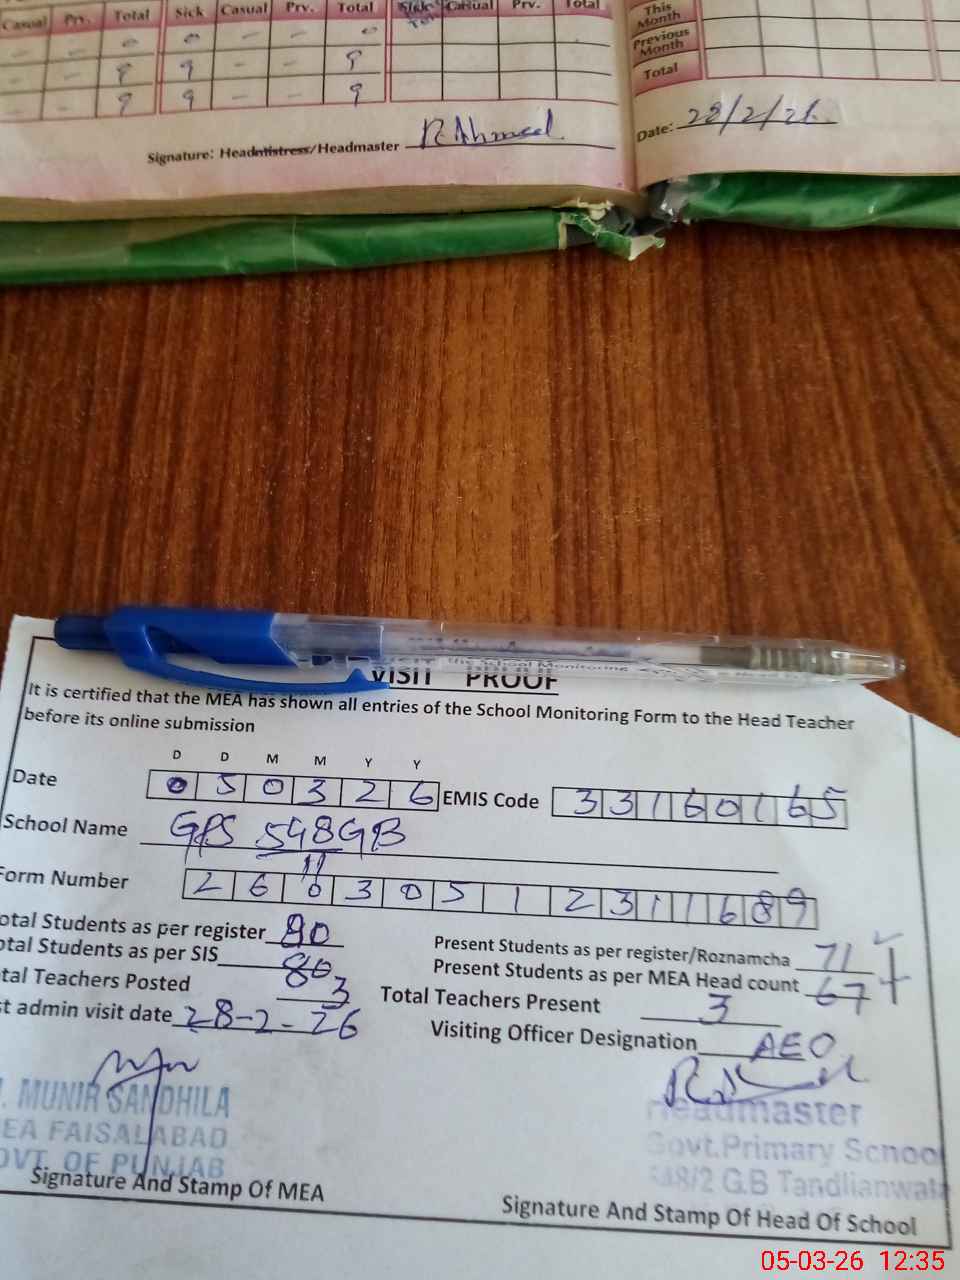 Casual Prv. Total Sick Casual Prv. Total Sick Casual Prv. Total
- - 0 0 - - 0
- - 9 9 - - 9
- - 9 9 - - 9
This Month
Previous Month
Total
Signature: Headmistress/Headmaster R.Ahmed
Date: 28/2/26
VISIT PROOF
It is certified that the MEA has shown all entries of the School Monitoring Form to the Head Teacher
before its online submission
D D M M Y Y
Date 0 5 0 3 2 6 EMIS Code 3 3 1 6 0 1 6 5
School Name GPS 548 GB
Form Number 2 6 0 3 0 5 1 2 3 1 1 6 8 9
otal Students as per register 80
Present Students as per register/Roznamcha 71
otal Students as per SIS 80
Present Students as per MEA Head count 67
tal Teachers Posted 3
Total Teachers Present 3
t admin visit date 28-2-26
Visiting Officer Designation AEO
. MUNIR SANDHILA
EA FAISALABAD
OVT. OF PUNJAB
Signature And Stamp Of MEA
Headmaster
Govt.Primary School
548/2 G.B Tandlianwala
Signature And Stamp Of Head Of School
05-03-26 12:35